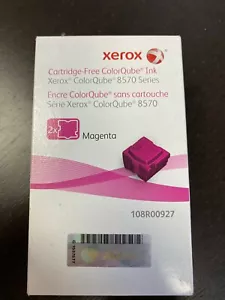 xerox
Cartridge-Free ColorQube® Ink
Xerox® ColorQube® 8570 Series
Encre ColorQube® sans cartouche
Série Xerox® ColorQube® 8570
2x
Magenta
108R00927